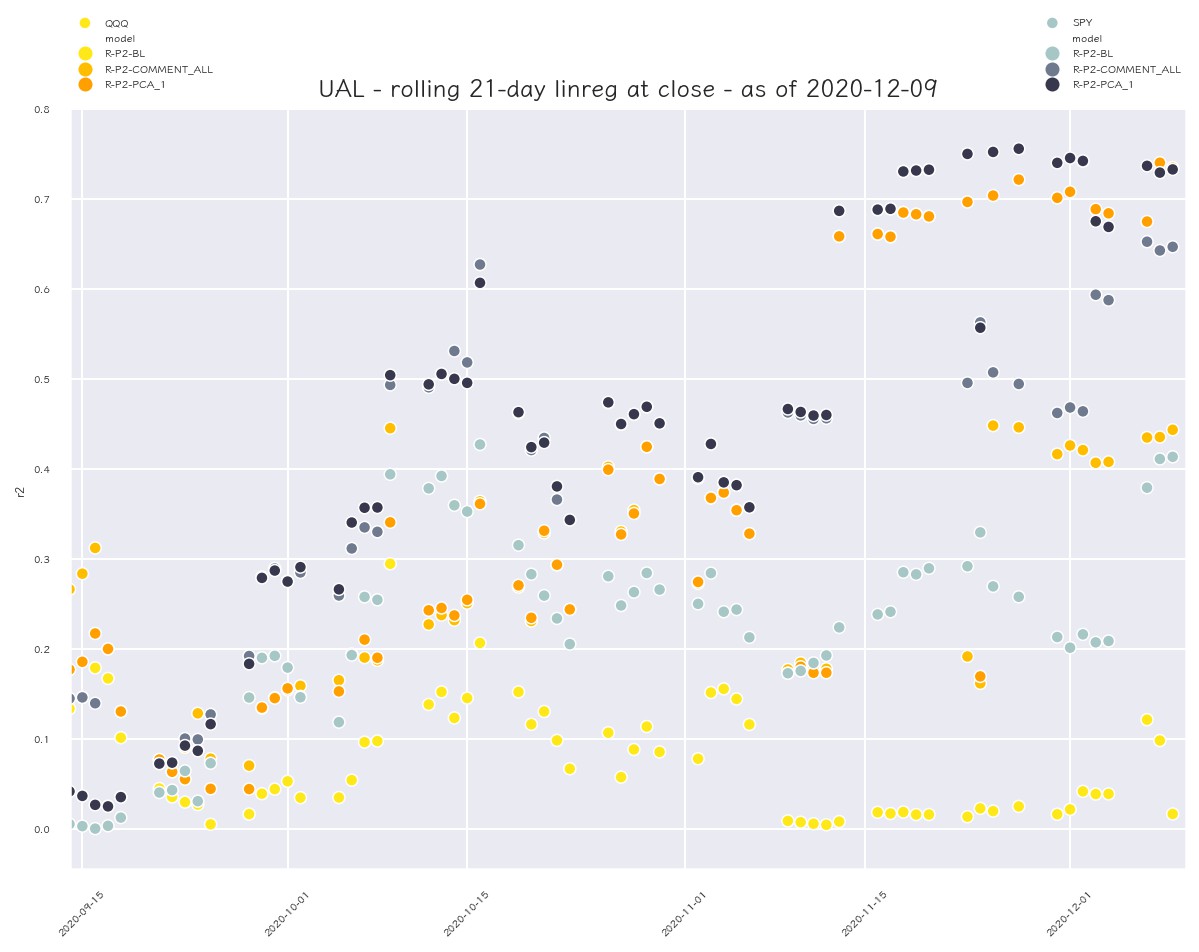 QQQ
model
R-P2-BL
R-P2-COMMENT_ALL
R-P2-PCA_1
SPY
model
R-P2-BL
R-P2-COMMENT_ALL
R-P2-PCA_1
UAL - rolling 21-day linreg at close - as of 2020-12-09
0.8
0.7
0.6
0.5
0.4
0.3
0.2
0.1
0.0
r2
2020-09-15
2020-10-01
2020-10-15
2020-11-01
2020-11-15
2020-12-01